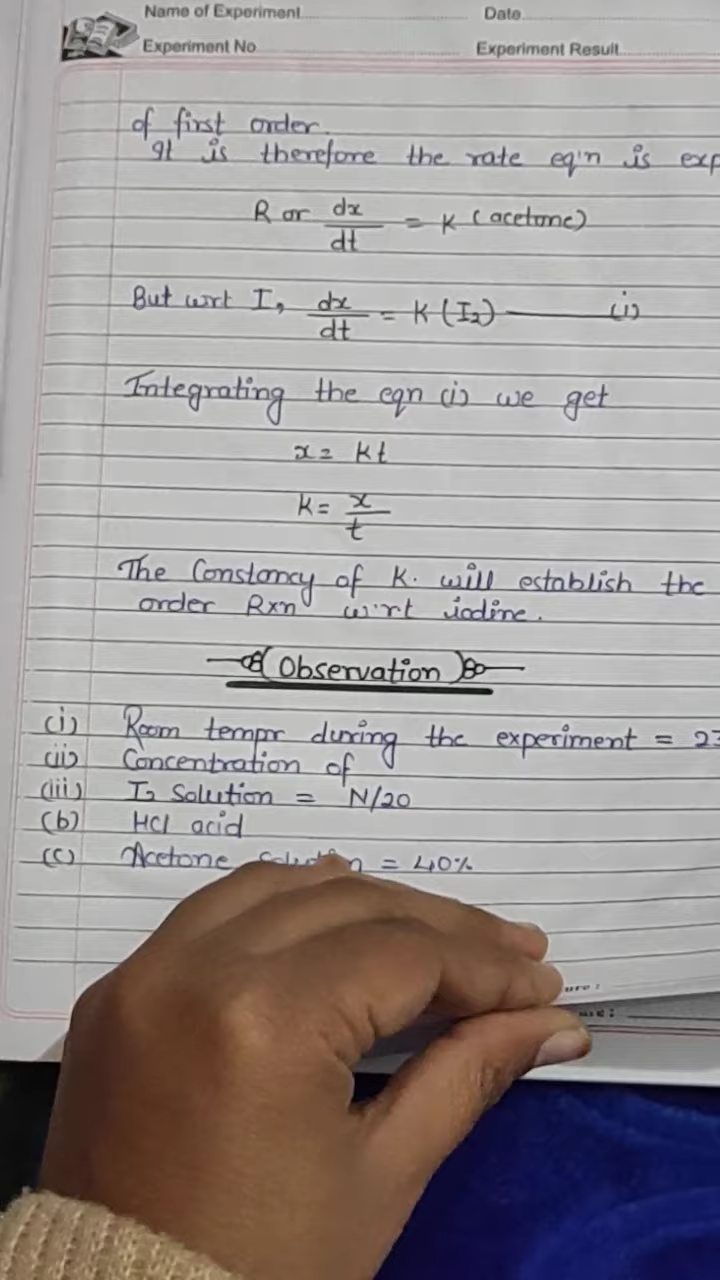 Name of Experiment
Date
Experiment No
Experiment Result
of first order.
It is therefore the rate eq'n is exp
R or dx/dt = K (acetone)
But wrt I, dx/dt = K (I₂) (i)
Integrating the eqn (i) we get
x = Kt
K = x/t
The Constancy of K. will establish the
order Rxn w.r.t iodine.
Observation
(i) Room tempr during the experiment = 23
(ii) Concentration of
(iii) I₂ Solution = N/20
(b) HCl acid
(c) Acetone Solution = 40%